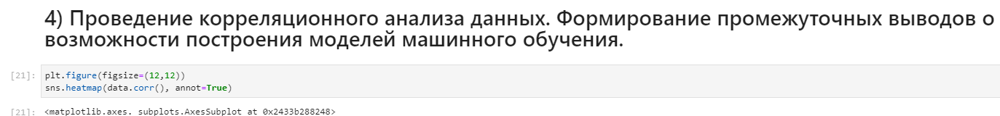 4) Проведение корреляционного анализа данных. Формирование промежуточных выводов о
возможности построения моделей машинного обучения.
[21]: plt.figure(figsize=(12,12))
sns.heatmap(data.corr(), annot=True)
[21]: <matplotlib.axes._subplots.AxesSubplot at 0x2433b288248>